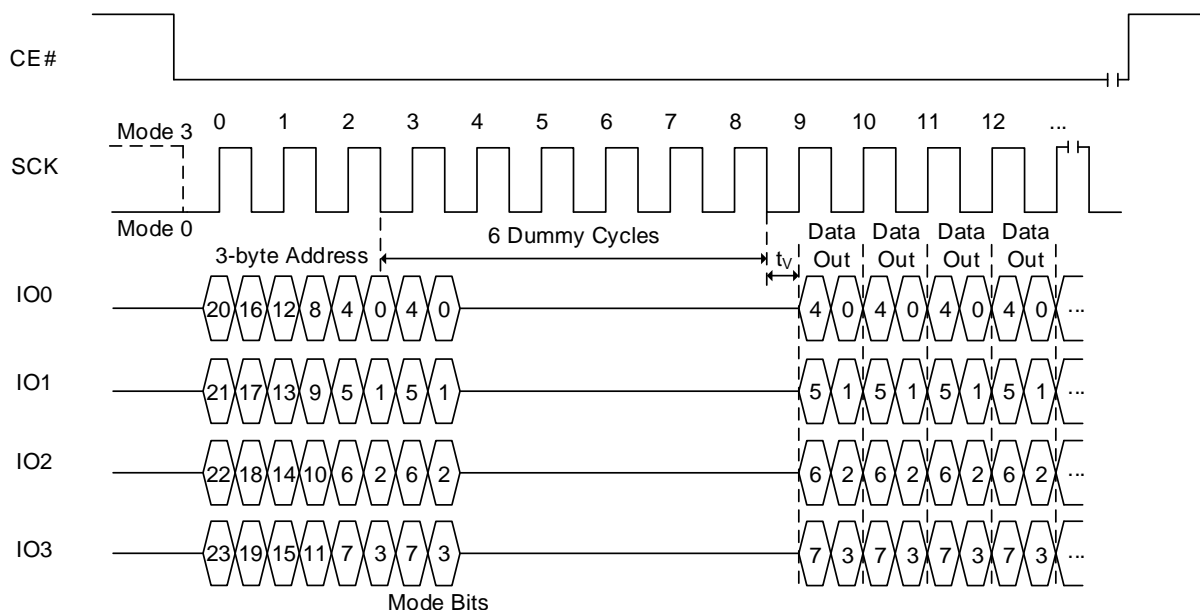 CE#
0 1 2 3 4 5 6 7 8 9 10 11 12 ...
Mode 3
SCK
Mode 0
6 Dummy Cycles
Data Out Data Out Data Out Data Out
3-byte Address
tV
IO0 20 16 12 8 4 0 4 0 4 0 4 0 4 0 4 0 ...
IO1 21 17 13 9 5 1 5 1 5 1 5 1 5 1 5 1 ...
IO2 22 18 14 10 6 2 6 2 6 2 6 2 6 2 6 2 ...
IO3 23 19 15 11 7 3 7 3 7 3 7 3 7 3 7 3 ...
Mode Bits